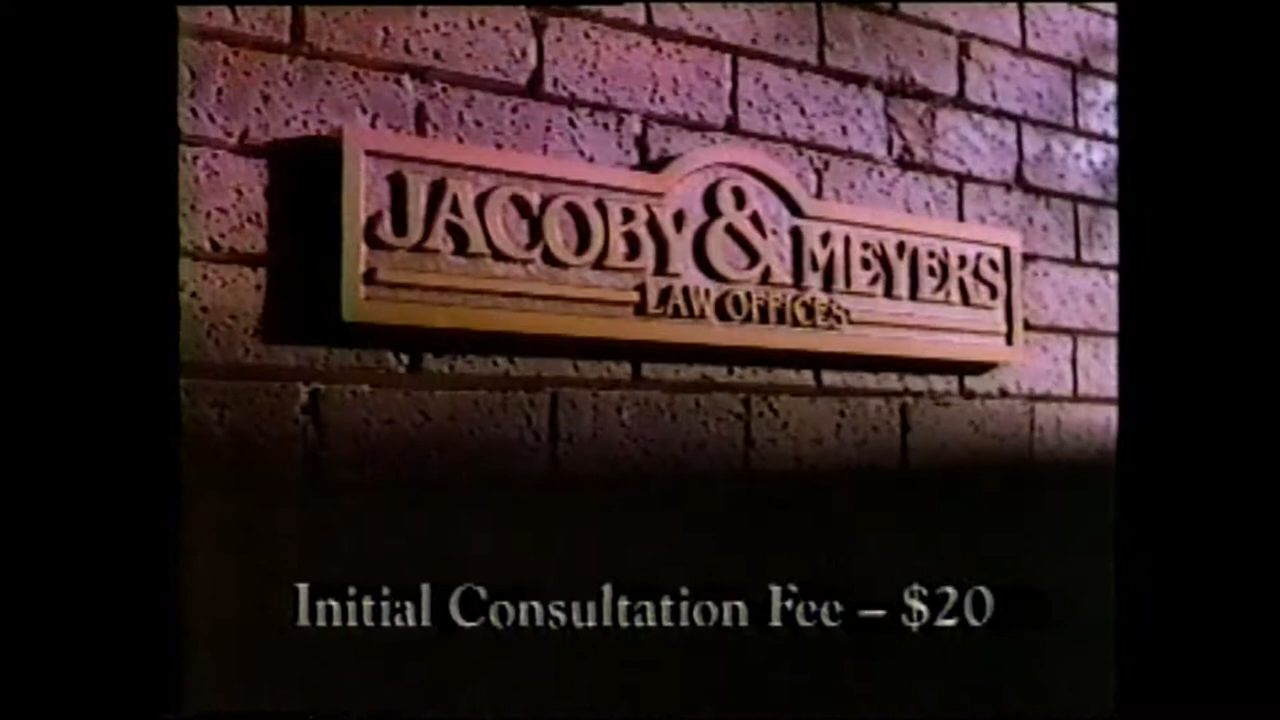 JACOBY & MEYERS
LAW OFFICES
Initial Consultation Fee – $20